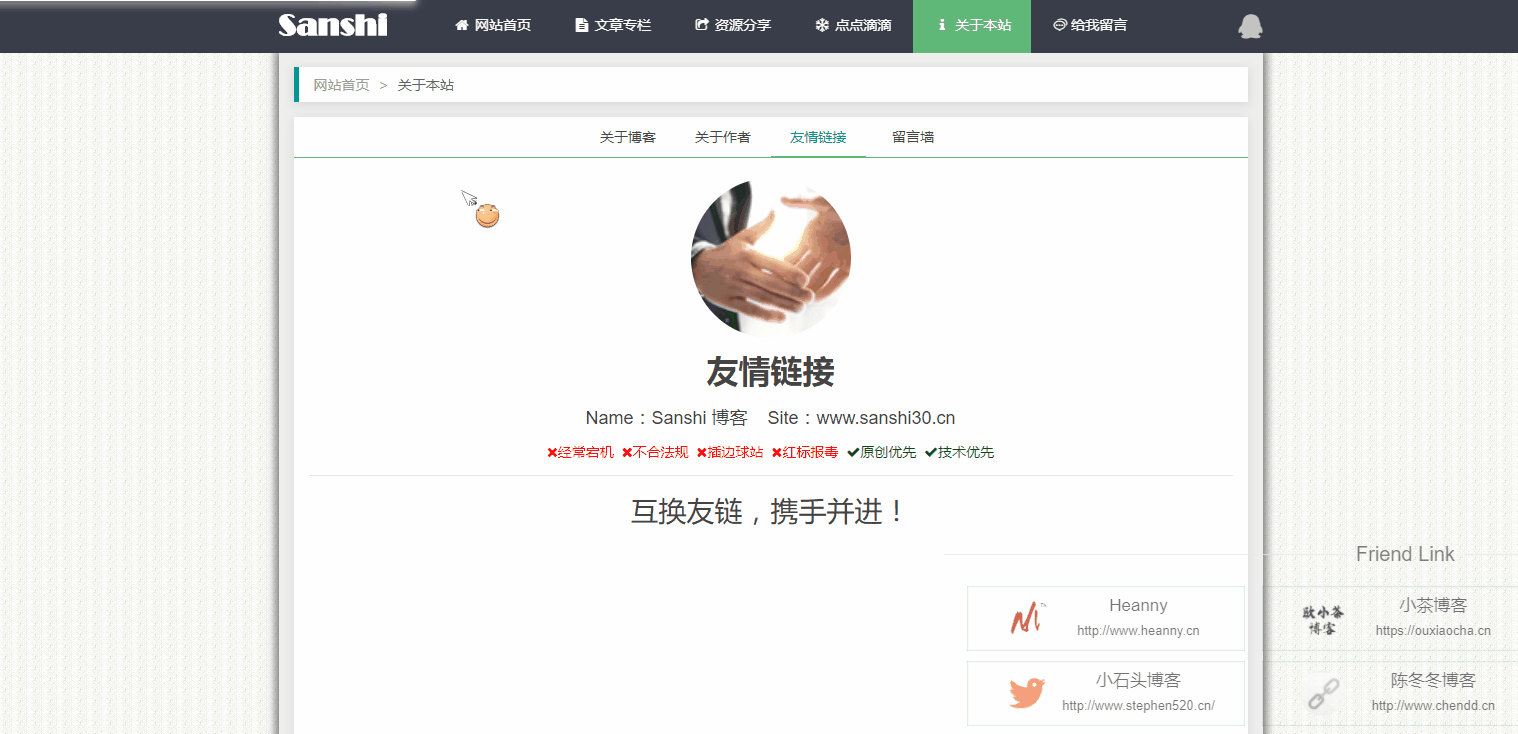 Sanshi 网站首页 文章专栏 资源分享 点点滴滴 关于本站 给我留言
网站首页 > 关于本站
关于博客 关于作者 友情链接 留言墙
友情链接
Name：Sanshi 博客 Site：www.sanshi30.cn
✖经常宕机 ✖不合法规 ✖插边球站 ✖红标报毒 ✔原创优先 ✔技术优先
互换友链，携手并进！
Friend Link
Heanny
http://www.heanny.cn
欧小茶
博客
小茶博客
https://ouxiaocha.cn
小石头博客
http://www.stephen520.cn/
陈冬冬博客
http://www.chendd.cn